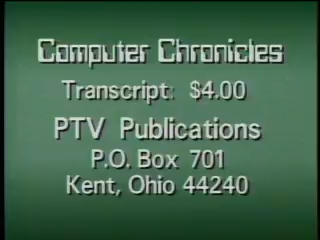 Computer Chronicles
Transcript: $4.00
PTV Publications
P.O. Box 701
Kent, Ohio 44240